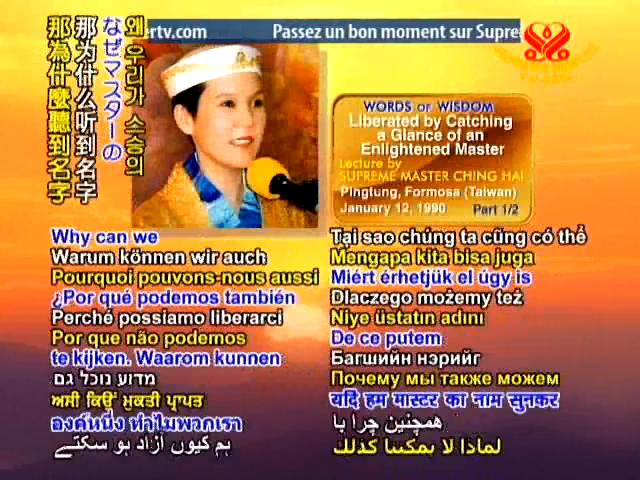 ertv.com
Passez un bon moment sur Supre
那為什麼聽到名字
那为什么听到名字
なぜマスターの
왜 우리가 스승의
WORDS OF WISDOM
Liberated by Catching
a Glance of an
Enlightened Master
Lecture by
SUPREME MASTER CHING HAI
Pingtung, Formosa (Taiwan)
January 12, 1990
Part 1/2
Why can we
Warum können wir auch
Pourquoi pouvons-nous aussi
¿Por qué podemos también
Perché possiamo liberarci
Por que não podemos
te kijken. Waarom kunnen
מדוע נוכל גם
ਅਸੀ ਕਿਉਂ ਮੁਕਤੀ ਪ੍ਰਾਪਤ
องค์หนึ่ง ทำไมพวกเรา
ہم کیوں آزاد ہو سکتے
Tại sao chúng ta cũng có thể
Mengapa kita bisa juga
Miért érhetjük el úgy is
Dlaczego możemy też
Niye üstatın adını
De ce putem
Багшийн нэрийг
Почему мы также можем
यदि हम मास्टर का नाम सुनकर
همچنین چرا با
لماذا لا يمكننا كذلك